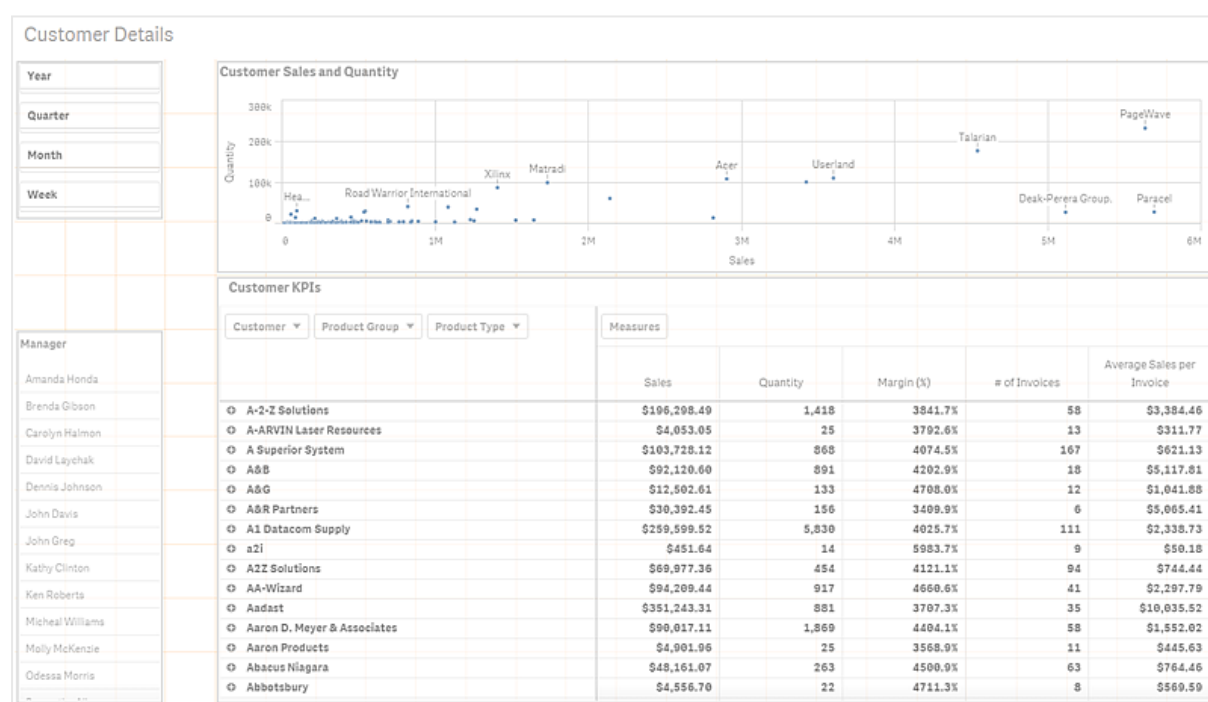 Customer Details
Year
Quarter
Month
Week
Customer Sales and Quantity
300k
200k
100k
0
Quantity
PageWave
Talarian
Acer
Userland
Xilinx
Matradi
Hea...
Road Warrior International
Deak-Perera Group.
Paracel
0 1M 2M 3M 4M 5M 6M
Sales
Manager
Amanda Honda
Brenda Gibson
Carolyn Halmon
David Laychak
Dennis Johnson
John Davis
John Greg
Kathy Clinton
Ken Roberts
Micheal Williams
Molly McKenzie
Odessa Morris
Customer KPIs
Customer Product Group Product Type Measures
Sales Quantity Margin (%) # of Invoices Average Sales per Invoice
A-2-Z Solutions $196,298.49 1,418 3841.7% 58 $3,384.46
A-ARVIN Laser Resources $4,053.05 25 3792.6% 13 $311.77
A Superior System $103,728.12 868 4074.5% 167 $621.13
A&B $92,120.60 891 4202.9% 18 $5,117.81
A&G $12,502.61 133 4708.0% 12 $1,041.88
A&R Partners $30,392.45 156 3409.9% 6 $5,065.41
A1 Datacom Supply $259,599.52 5,830 4025.7% 111 $2,338.73
a2i $451.64 14 5983.7% 9 $50.18
A2Z Solutions $69,977.36 454 4121.1% 94 $744.44
AA-Wizard $94,209.44 917 4660.6% 41 $2,297.79
Aadast $351,243.31 881 3707.3% 35 $10,035.52
Aaron D. Meyer & Associates $90,017.11 1,869 4404.1% 58 $1,552.02
Aaron Products $4,901.96 25 3568.9% 11 $445.63
Abacus Niagara $48,161.07 263 4500.9% 63 $764.46
Abbotsbury $4,556.70 22 4711.3% 8 $569.59